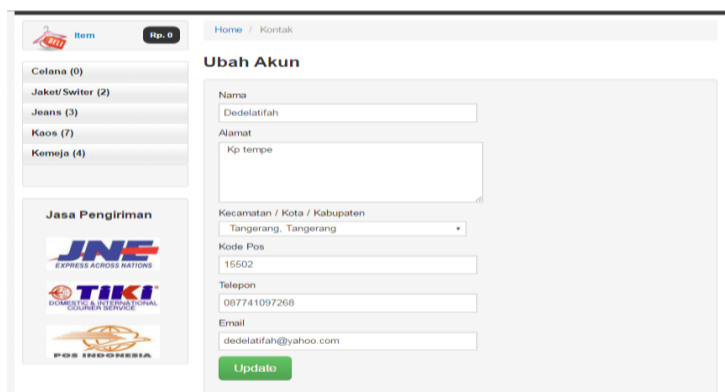 Item Rp. 0
Celana (0)
Jaket/Switer (2)
Jeans (3)
Kaos (7)
Kemeja (4)
Jasa Pengiriman
JNE
EXPRESS ACROSS NATIONS
TIKI
DOMESTIC & INTERNATIONAL
COURIER SERVICE
POS INDONESIA
Home / Kontak
Ubah Akun
Nama
Dedelatifah
Alamat
Kp tempe
Kecamatan / Kota / Kabupaten
Tangerang, Tangerang
Kode Pos
15502
Telepon
087741097268
Email
dedelatifah@yahoo.com
Update